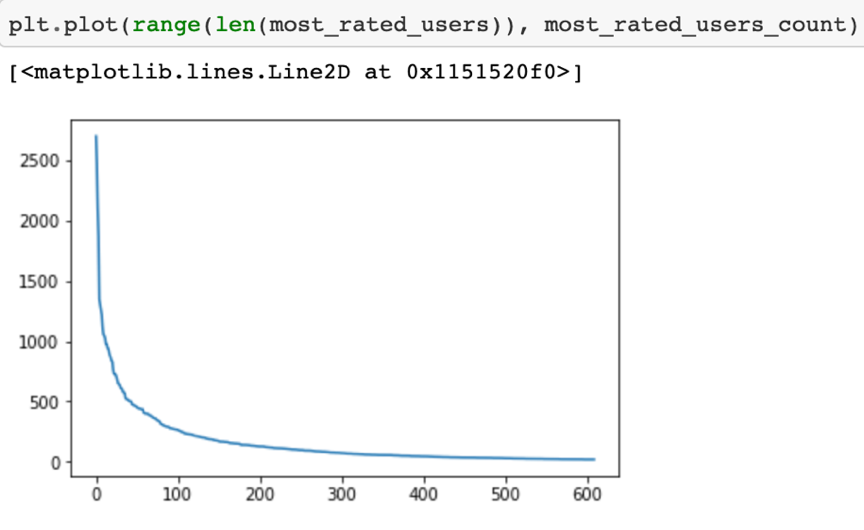 plt.plot(range(len(most_rated_users)), most_rated_users_count)
[<matplotlib.lines.Line2D at 0x1151520f0>]
2500
2000
1500
1000
500
0
0 100 200 300 400 500 600